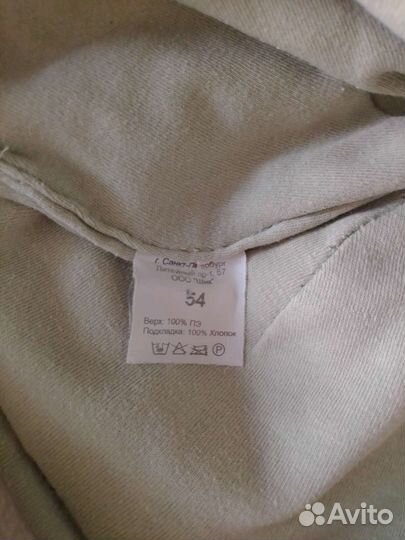 г. Санкт-Петербург
Литейный пр-т, 57
ООО "Шик"
54
Верх: 100% ПЭ
Подкладка: 100% Хлопок
P
Avito